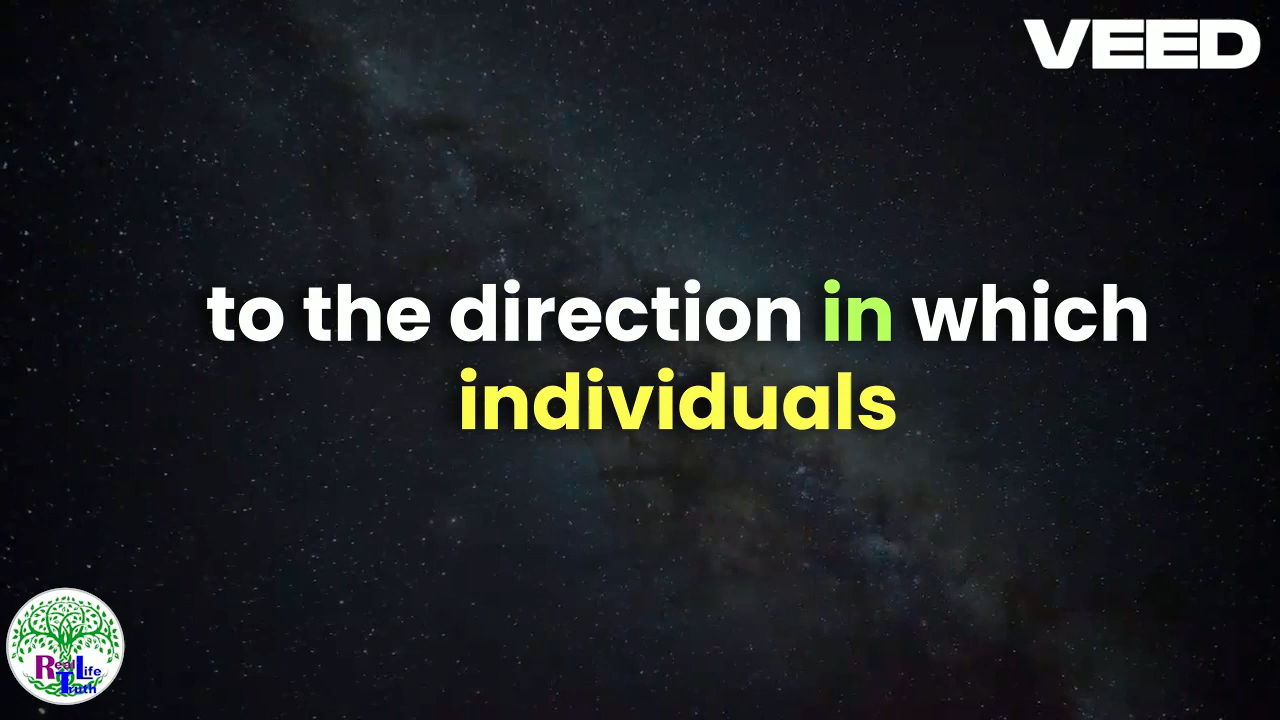 VEED
to the direction in which
individuals
Real Life
Truth